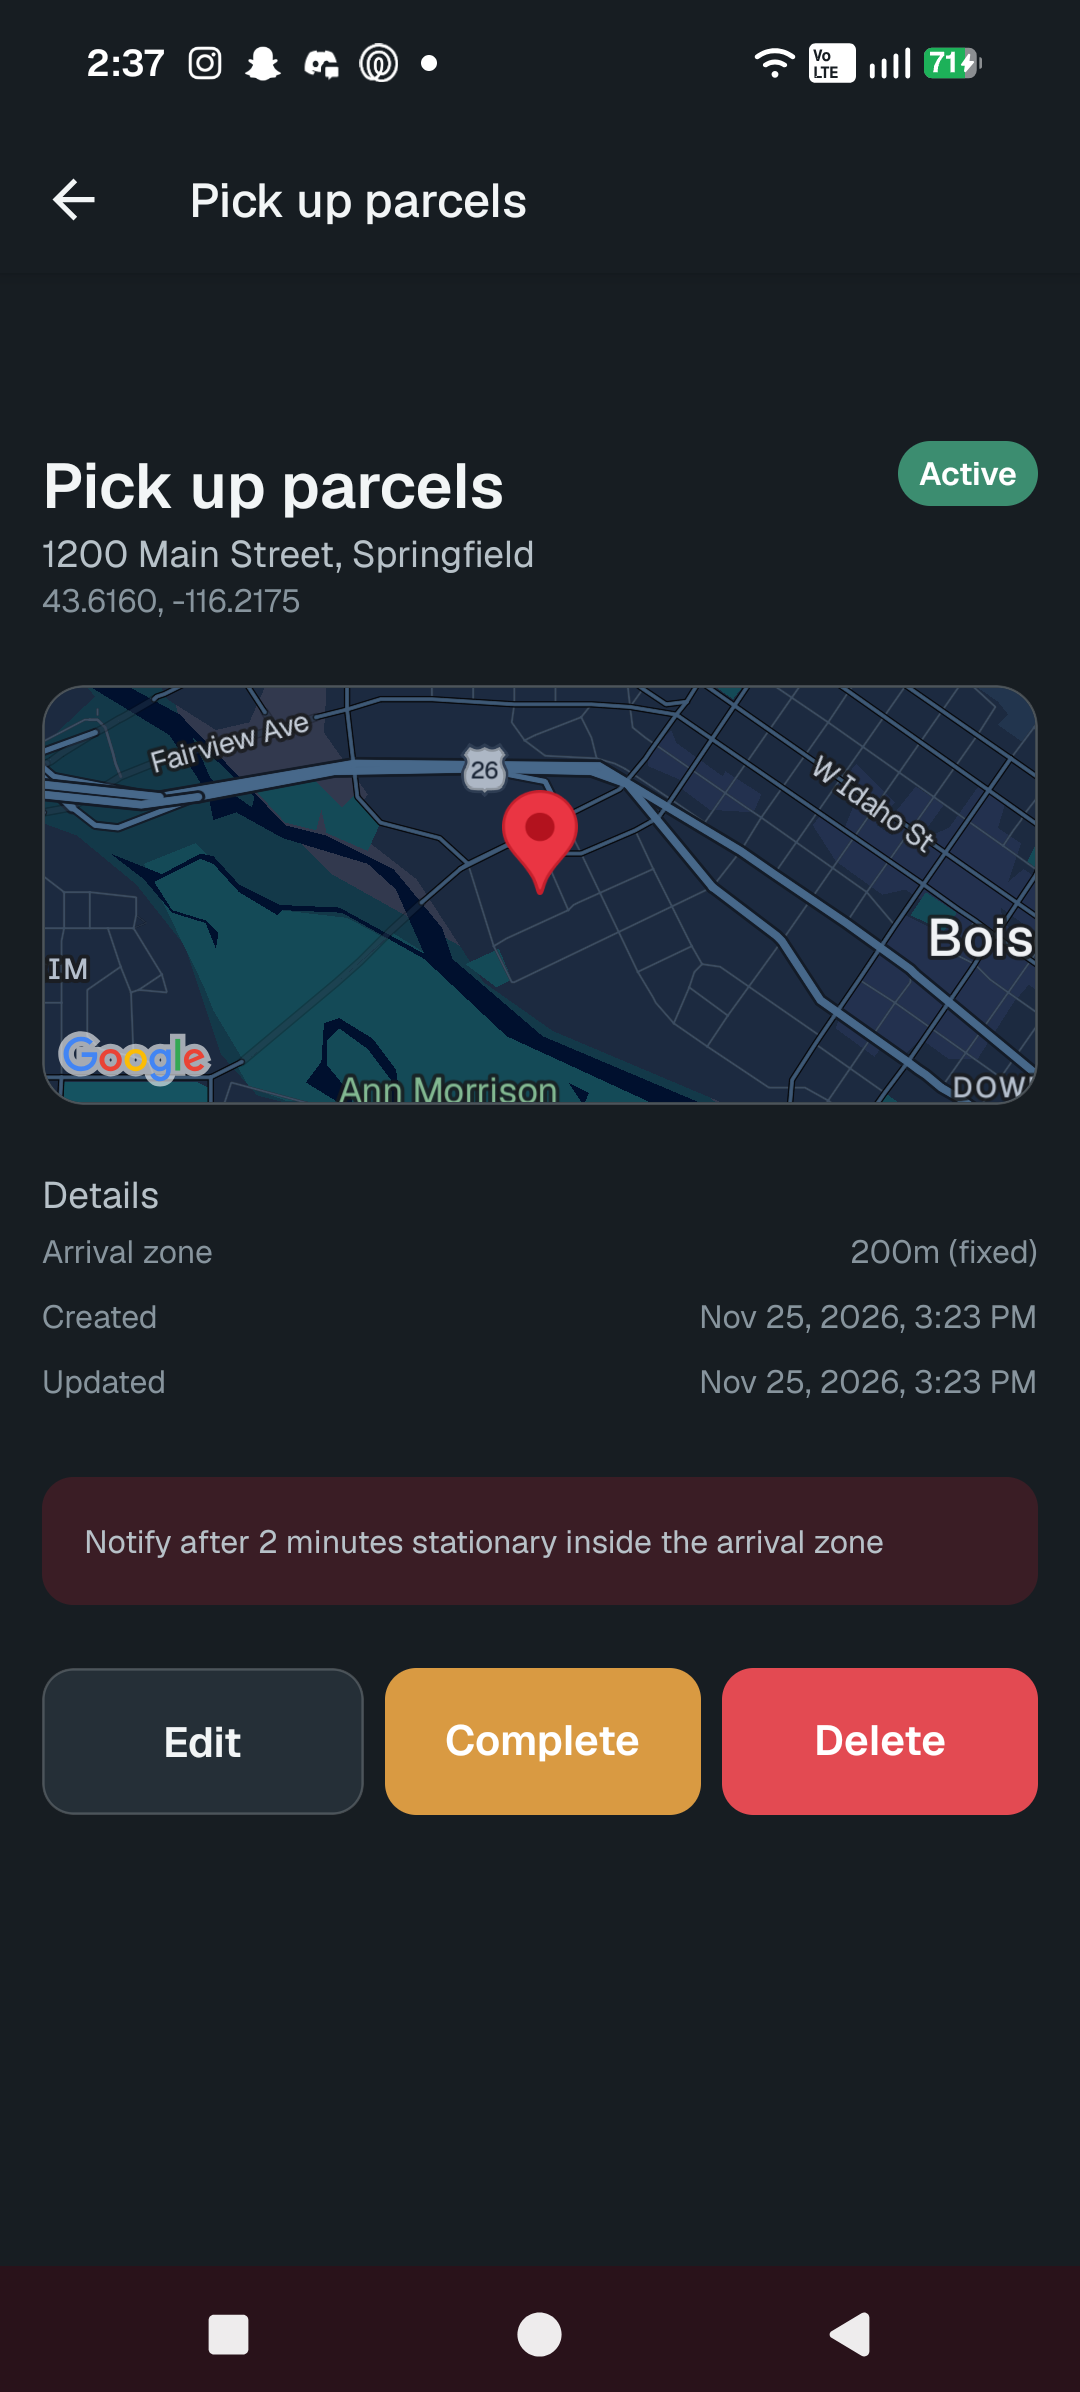 2:37
Vo
LTE
71
Pick up parcels
Pick up parcels
Active
1200 Main Street, Springfield
43.6160, -116.2175
Fairview Ave
26
W Idaho St
Bois
IM
Google
Ann Morrison
DOW
Details
Arrival zone 200m (fixed)
Created Nov 25, 2026, 3:23 PM
Updated Nov 25, 2026, 3:23 PM
Notify after 2 minutes stationary inside the arrival zone
Edit Complete Delete